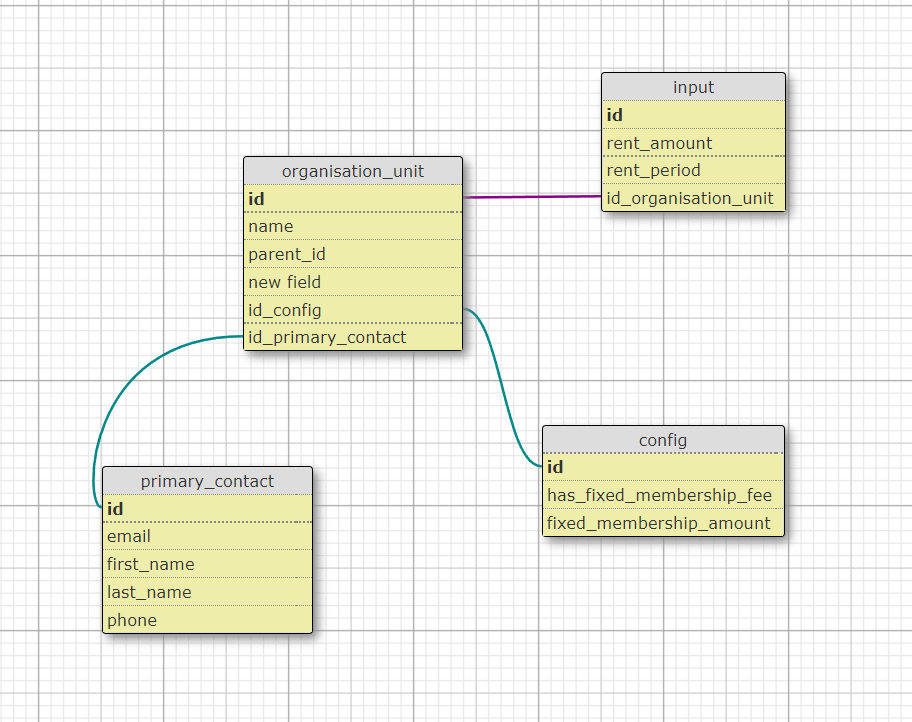 input
id
rent_amount
rent_period
id_organisation_unit
organisation_unit
id
name
parent_id
new field
id_config
id_primary_contact
config
id
has_fixed_membership_fee
fixed_membership_amount
primary_contact
id
email
first_name
last_name
phone